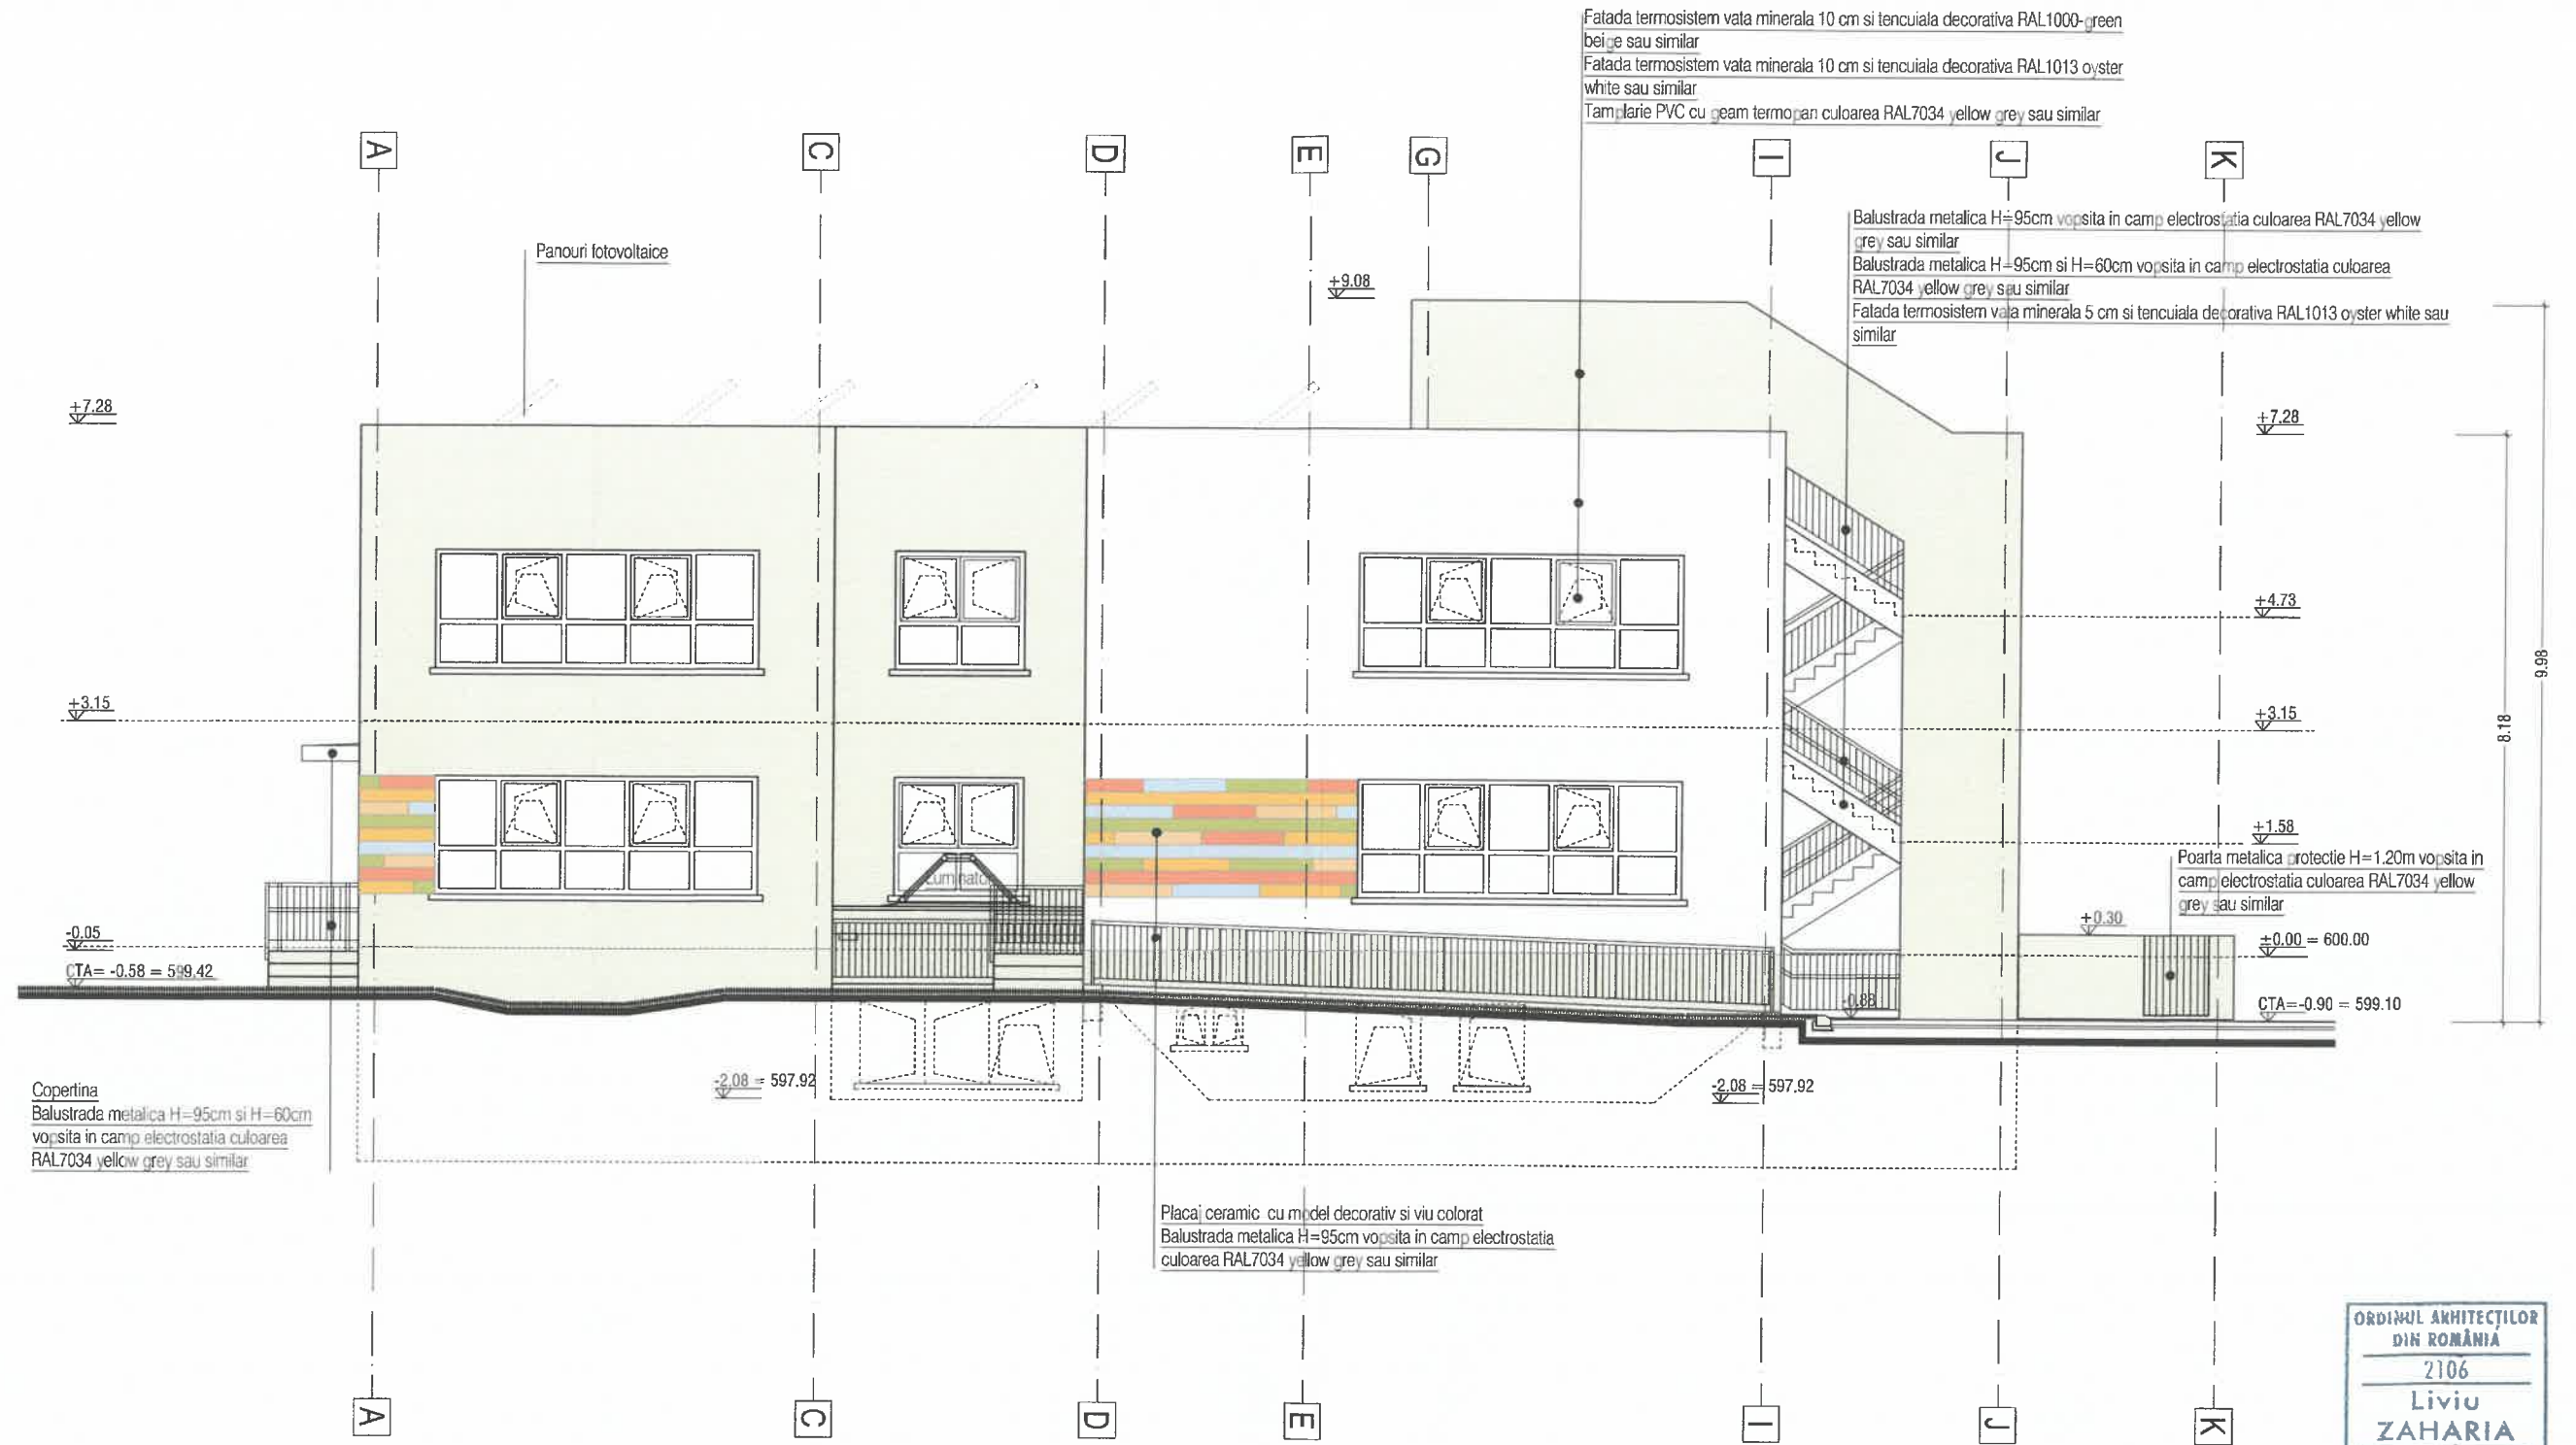 Fatada termosistem vata minerala 10 cm si tencuiala decorativa RAL1000-green
beige sau similar
Fatada termosistem vata minerala 10 cm si tencuiala decorativa RAL1013 oyster
white sau similar
Tamplarie PVC cu geam termopan culoarea RAL7034 yellow grey sau similar
A
C
D
E
G
I
J
K
Balustrada metalica H=95cm vopsita in camp electrostatia culoarea RAL7034 yellow
grey sau similar
Balustrada metalica H=95cm si H=60cm vopsita in camp electrostatia culoarea
RAL7034 yellow grey sau similar
Fatada termosistem vata minerala 5 cm si tencuiala decorativa RAL1013 oyster white sau
similar
Panouri fotovoltaice
+9.08
+7.28
+7.28
+4.73
9.98
+3.15
+3.15
8.18
+1.58
Poarta metalica protectie H=1.20m vopsita in
camp electrostatia culoarea RAL7034 yellow
grey sau similar
Luminator
+0.30
-0.05
±0.00 = 600.00
CTA= -0.58 = 599.42
-0.88
CTA=-0.90 = 599.10
-2.08 = 597.92
-2.08 = 597.92
Copertina
Balustrada metalica H=95cm si H=60cm
vopsita in camp electrostatia culoarea
RAL7034 yellow grey sau similar
Placaj ceramic cu model decorativ si viu colorat
Balustrada metalica H=95cm vopsita in camp electrostatia
culoarea RAL7034 yellow grey sau similar
ORDINUL ARHITECȚILOR
DIN ROMÂNIA
2106
Liviu
ZAHARIA
A
C
D
E
I
J
K